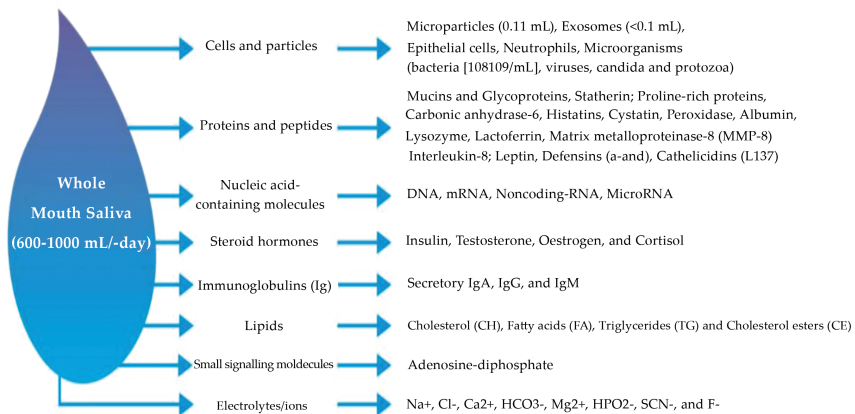 Whole
Mouth Saliva
(600-1000 mL/-day)
Cells and particles
Microparticles (0.11 mL), Exosomes (<0.1 mL),
Epithelial cells, Neutrophils, Microorganisms
(bacteria [108109/mL], viruses, candida and protozoa)
Proteins and peptides
Mucins and Glycoproteins, Statherin; Proline-rich proteins,
Carbonic anhydrase-6, Histatins, Cystatin, Peroxidase, Albumin,
Lysozyme, Lactoferrin, Matrix metalloproteinase-8 (MMP-8)
Interleukin-8; Leptin, Defensins (a-and), Cathelicidins (L137)
Nucleic acid-
containing molecules
DNA, mRNA, Noncoding-RNA, MicroRNA
Steroid hormones
Insulin, Testosterone, Oestrogen, and Cortisol
Immunoglobulins (Ig)
Secretory IgA, IgG, and IgM
Lipids
Cholesterol (CH), Fatty acids (FA), Triglycerides (TG) and Cholesterol esters (CE)
Small signalling moldecules
Adenosine-diphosphate
Electrolytes/ions
Na+, Cl-, Ca2+, HCO3-, Mg2+, HPO2-, SCN-, and F-